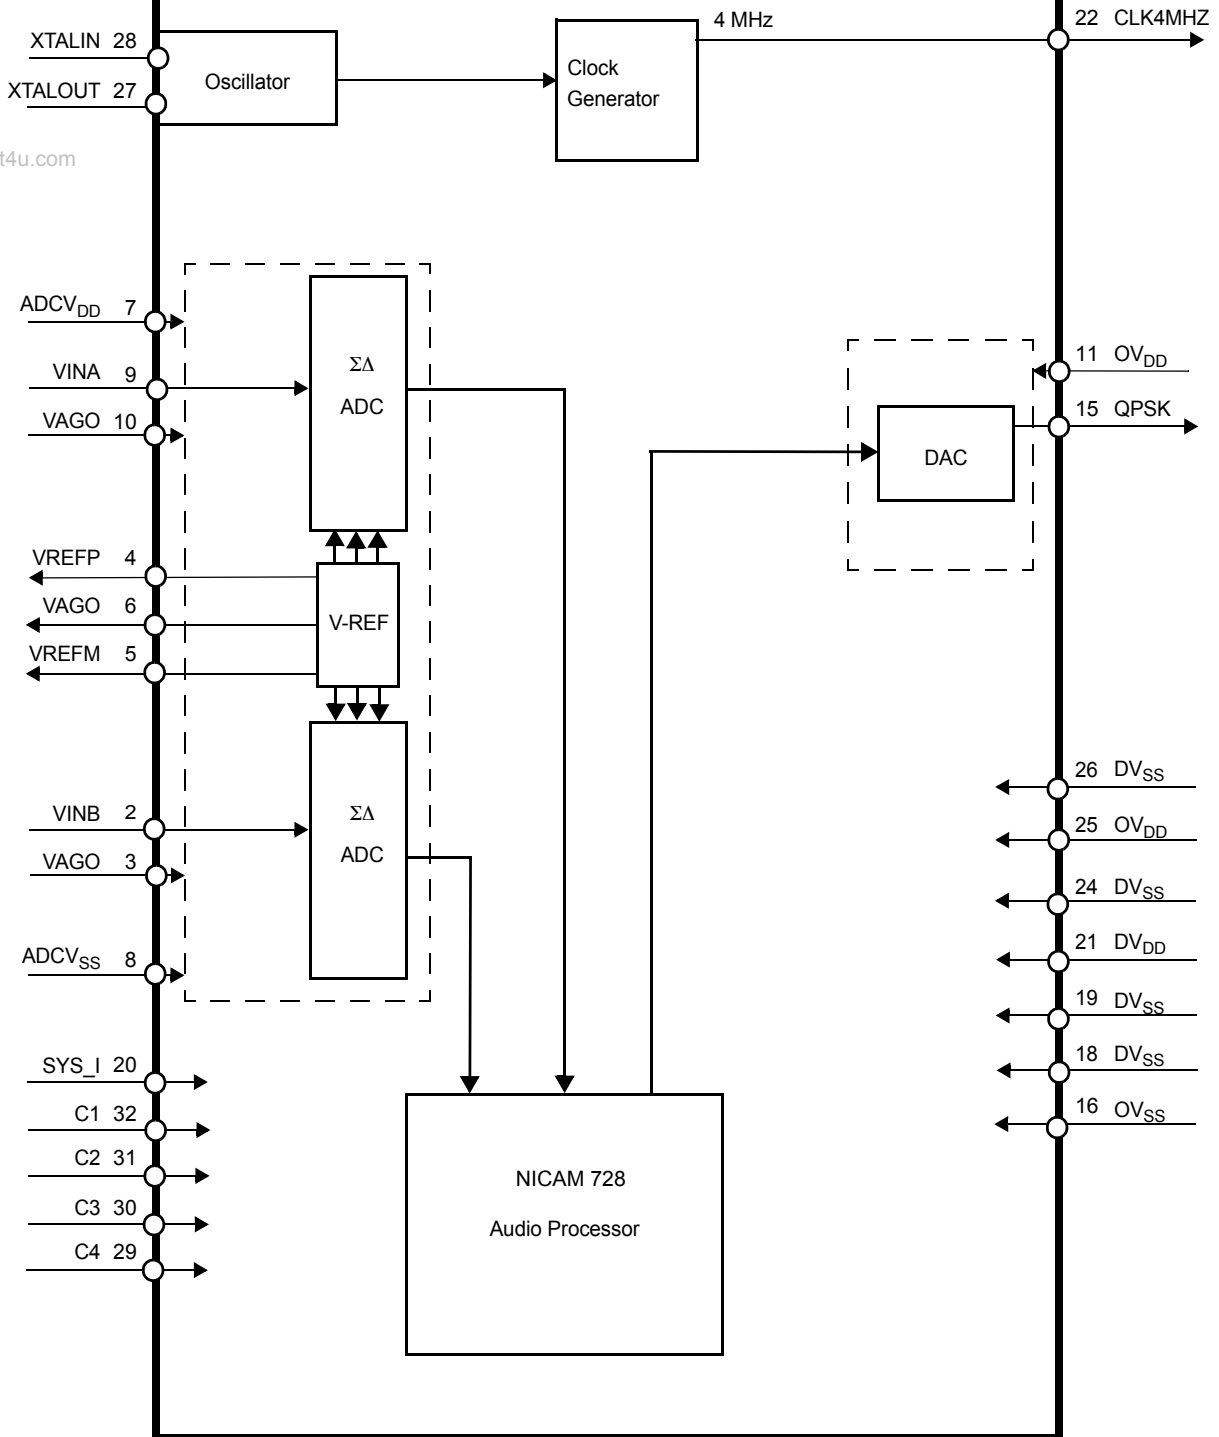 4 MHz
22 CLK4MHZ
XTALIN 28
XTALOUT 27
Oscillator
Clock
Generator
t4u.com
ADCVDD 7
VINA 9
VAGO 10
ΣΔ
ADC
11 OVDD
15 QPSK
DAC
VREFP 4
VAGO 6
VREFM 5
V-REF
VINB 2
VAGO 3
ADCVSS 8
ΣΔ
ADC
26 DVSS
25 OVDD
24 DVSS
21 DVDD
19 DVSS
18 DVSS
16 OVSS
SYS_I 20
C1 32
C2 31
C3 30
C4 29
NICAM 728
Audio Processor